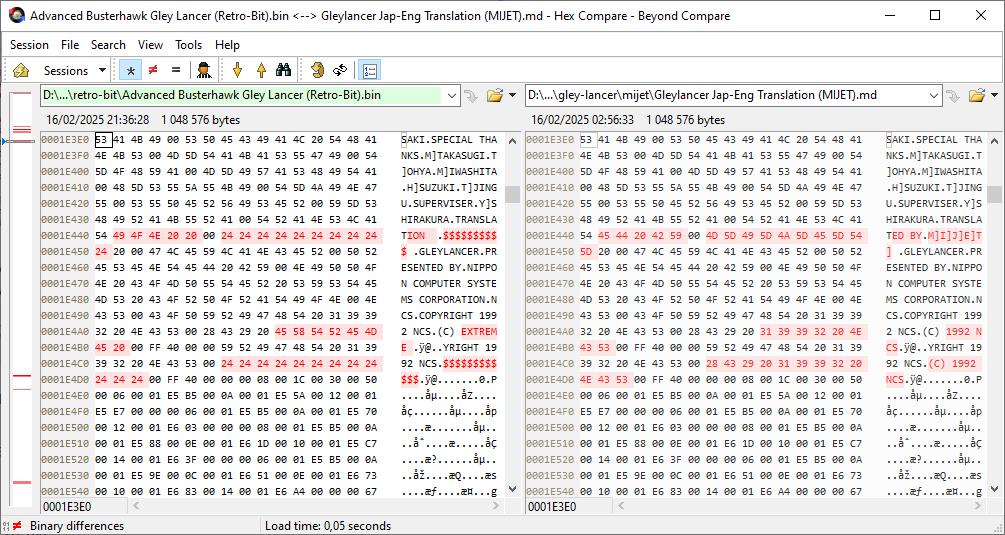 Advanced Busterhawk Gley Lancer (Retro-Bit).bin <--> Gleylancer Jap-Eng Translation (MIJET).md - Hex Compare - Beyond Compare
Session File Search View Tools Help
Sessions
D:\...\retro-bit\Advanced Busterhawk Gley Lancer (Retro-Bit).bin
16/02/2025 21:36:28 1 048 576 bytes
0001E3E0 53 41 4B 49 00 53 50 45 43 49 41 4C 20 54 48 41 SAKI.SPECIAL THA
0001E3F0 4E 4B 53 00 4D 5D 54 41 4B 41 53 55 47 49 00 54 NKS.M]TAKASUGI.T
0001E400 5D 4F 48 59 41 00 4D 5D 49 57 41 53 48 49 54 41 ]OHYA.M]IWASHITA
0001E410 00 48 5D 53 55 5A 55 4B 49 00 54 5D 4A 49 4E 47 .H]SUZUKI.T]JING
0001E420 55 00 53 55 50 45 52 56 49 53 45 52 00 59 5D 53 U.SUPERVISER.Y]S
0001E430 48 49 52 41 4B 55 52 41 00 54 52 41 4E 53 4C 41 HIRAKURA.TRANSLA
0001E440 54 49 4F 4E 20 20 00 24 24 24 24 24 24 24 24 24 TION .$$$$$$$$$
0001E450 24 20 00 47 4C 45 59 4C 41 4E 43 45 52 00 50 52 $ .GLEYLANCER.PR
0001E460 45 53 45 4E 54 45 44 20 42 59 00 4E 49 50 50 4F ESENTED BY.NIPPO
0001E470 4E 20 43 4F 4D 50 55 54 45 52 20 53 59 53 54 45 N COMPUTER SYSTE
0001E480 4D 53 20 43 4F 52 50 4F 52 41 54 49 4F 4E 00 4E MS CORPORATION.N
0001E490 43 53 00 43 4F 50 59 52 49 47 48 54 20 31 39 39 CS.COPYRIGHT 199
0001E4A0 32 20 4E 43 53 00 28 43 29 20 45 58 54 52 45 4D 2 NCS.(C) EXTREM
0001E4B0 45 20 00 FF 40 00 00 59 52 49 47 48 54 20 31 39 E .ÿ@..YRIGHT 19
0001E4C0 39 32 20 4E 43 53 00 24 24 24 24 24 24 24 24 24 92 NCS.$$$$$$$$$
0001E4D0 24 24 24 00 FF 40 00 00 00 08 00 1C 00 30 00 50 $$$.ÿ@.......0.P
0001E4E0 00 06 00 01 E5 B5 00 0A 00 01 E5 5A 00 12 00 01 ....åµ....åZ....
0001E4F0 E5 E7 00 00 00 06 00 01 E5 B5 00 0A 00 01 E5 70 åç......åµ....åp
0001E500 00 12 00 01 E6 03 00 00 00 08 00 01 E5 B5 00 0A ....æ.......åµ..
0001E510 00 01 E5 88 00 0E 00 01 E6 1D 00 10 00 01 E5 C7 ..åˆ....æ.....åÇ
0001E520 00 14 00 01 E6 3F 00 00 00 06 00 01 E5 B5 00 0A ....æ?......åµ..
0001E530 00 01 E5 9E 00 0C 00 01 E6 51 00 0E 00 01 E6 73 ..åž....æQ....æs
0001E540 00 10 00 01 E6 83 00 14 00 01 E6 A4 00 00 00 67 ....æƒ....æ¤...g
0001E3E0
D:\...\gley-lancer\mijet\Gleylancer Jap-Eng Translation (MIJET).md
16/02/2025 02:56:33 1 048 576 bytes
0001E3E0 53 41 4B 49 00 53 50 45 43 49 41 4C 20 54 48 41 SAKI.SPECIAL THA
0001E3F0 4E 4B 53 00 4D 5D 54 41 4B 41 53 55 47 49 00 54 NKS.M]TAKASUGI.T
0001E400 5D 4F 48 59 41 00 4D 5D 49 57 41 53 48 49 54 41 ]OHYA.M]IWASHITA
0001E410 00 48 5D 53 55 5A 55 4B 49 00 54 5D 4A 49 4E 47 .H]SUZUKI.T]JING
0001E420 55 00 53 55 50 45 52 56 49 53 45 52 00 59 5D 53 U.SUPERVISER.Y]S
0001E430 48 49 52 41 4B 55 52 41 00 54 52 41 4E 53 4C 41 HIRAKURA.TRANSLA
0001E440 54 45 44 20 42 59 00 4D 5D 49 5D 4A 5D 45 5D 54 TED BY.M]I]J]E]T
0001E450 5D 20 00 47 4C 45 59 4C 41 4E 43 45 52 00 50 52 ] .GLEYLANCER.PR
0001E460 45 53 45 4E 54 45 44 20 42 59 00 4E 49 50 50 4F ESENTED BY.NIPPO
0001E470 4E 20 43 4F 4D 50 55 54 45 52 20 53 59 53 54 45 N COMPUTER SYSTE
0001E480 4D 53 20 43 4F 52 50 4F 52 41 54 49 4F 4E 00 4E MS CORPORATION.N
0001E490 43 53 00 43 4F 50 59 52 49 47 48 54 20 31 39 39 CS.COPYRIGHT 199
0001E4A0 32 20 4E 43 53 00 28 43 29 20 31 39 39 32 20 4E 2 NCS.(C) 1992 N
0001E4B0 43 53 00 FF 40 00 00 59 52 49 47 48 54 20 31 39 CS.ÿ@..YRIGHT 19
0001E4C0 39 32 20 4E 43 53 00 28 43 29 20 31 39 39 32 20 92 NCS.(C) 1992
0001E4D0 4E 43 53 00 FF 40 00 00 00 08 00 1C 00 30 00 50 NCS.ÿ@.......0.P
0001E4E0 00 06 00 01 E5 B5 00 0A 00 01 E5 5A 00 12 00 01 ....åµ....åZ....
0001E4F0 E5 E7 00 00 00 06 00 01 E5 B5 00 0A 00 01 E5 70 åç......åµ....åp
0001E500 00 12 00 01 E6 03 00 00 00 08 00 01 E5 B5 00 0A ....æ.......åµ..
0001E510 00 01 E5 88 00 0E 00 01 E6 1D 00 10 00 01 E5 C7 ..åˆ....æ.....åÇ
0001E520 00 14 00 01 E6 3F 00 00 00 06 00 01 E5 B5 00 0A ....æ?......åµ..
0001E530 00 01 E5 9E 00 0C 00 01 E6 51 00 0E 00 01 E6 73 ..åž....æQ....æs
0001E540 00 10 00 01 E6 83 00 14 00 01 E6 A4 00 00 00 67 ....æƒ....æ¤...g
0001E3E0
Binary differences Load time: 0,05 seconds